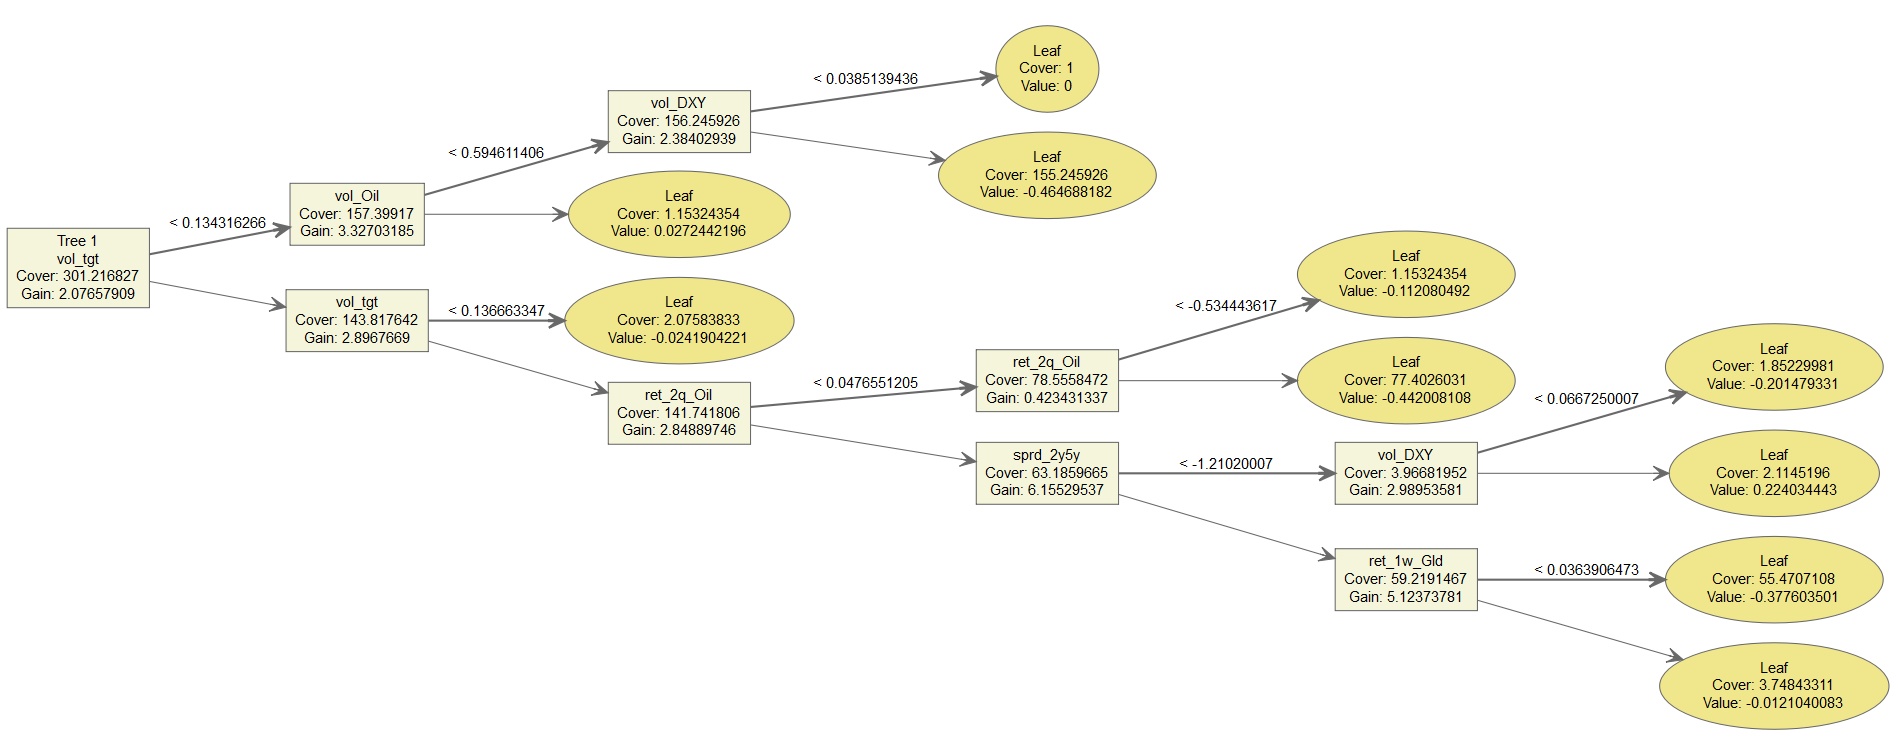 Tree 1
vol_tgt
Cover: 301.216827
Gain: 2.07657909
< 0.134316266
vol_Oil
Cover: 157.39917
Gain: 3.32703185
< 0.594611406
vol_DXY
Cover: 156.245926
Gain: 2.38402939
< 0.0385139436
Leaf
Cover: 1
Value: 0
Leaf
Cover: 155.245926
Value: -0.464688182
Leaf
Cover: 1.15324354
Value: 0.0272442196
vol_tgt
Cover: 143.817642
Gain: 2.8967669
< 0.136663347
Leaf
Cover: 2.07583833
Value: -0.0241904221
ret_2q_Oil
Cover: 141.741806
Gain: 2.84889746
< 0.0476551205
ret_2q_Oil
Cover: 78.5558472
Gain: 0.423431337
< -0.534443617
Leaf
Cover: 1.15324354
Value: -0.112080492
Leaf
Cover: 77.4026031
Value: -0.442008108
sprd_2y5y
Cover: 63.1859665
Gain: 6.15529537
< -1.21020007
vol_DXY
Cover: 3.96681952
Gain: 2.98953581
< 0.0667250007
Leaf
Cover: 1.85229981
Value: -0.201479331
Leaf
Cover: 2.1145196
Value: 0.224034443
ret_1w_Gld
Cover: 59.2191467
Gain: 5.12373781
< 0.0363906473
Leaf
Cover: 55.4707108
Value: -0.377603501
Leaf
Cover: 3.74843311
Value: -0.0121040083